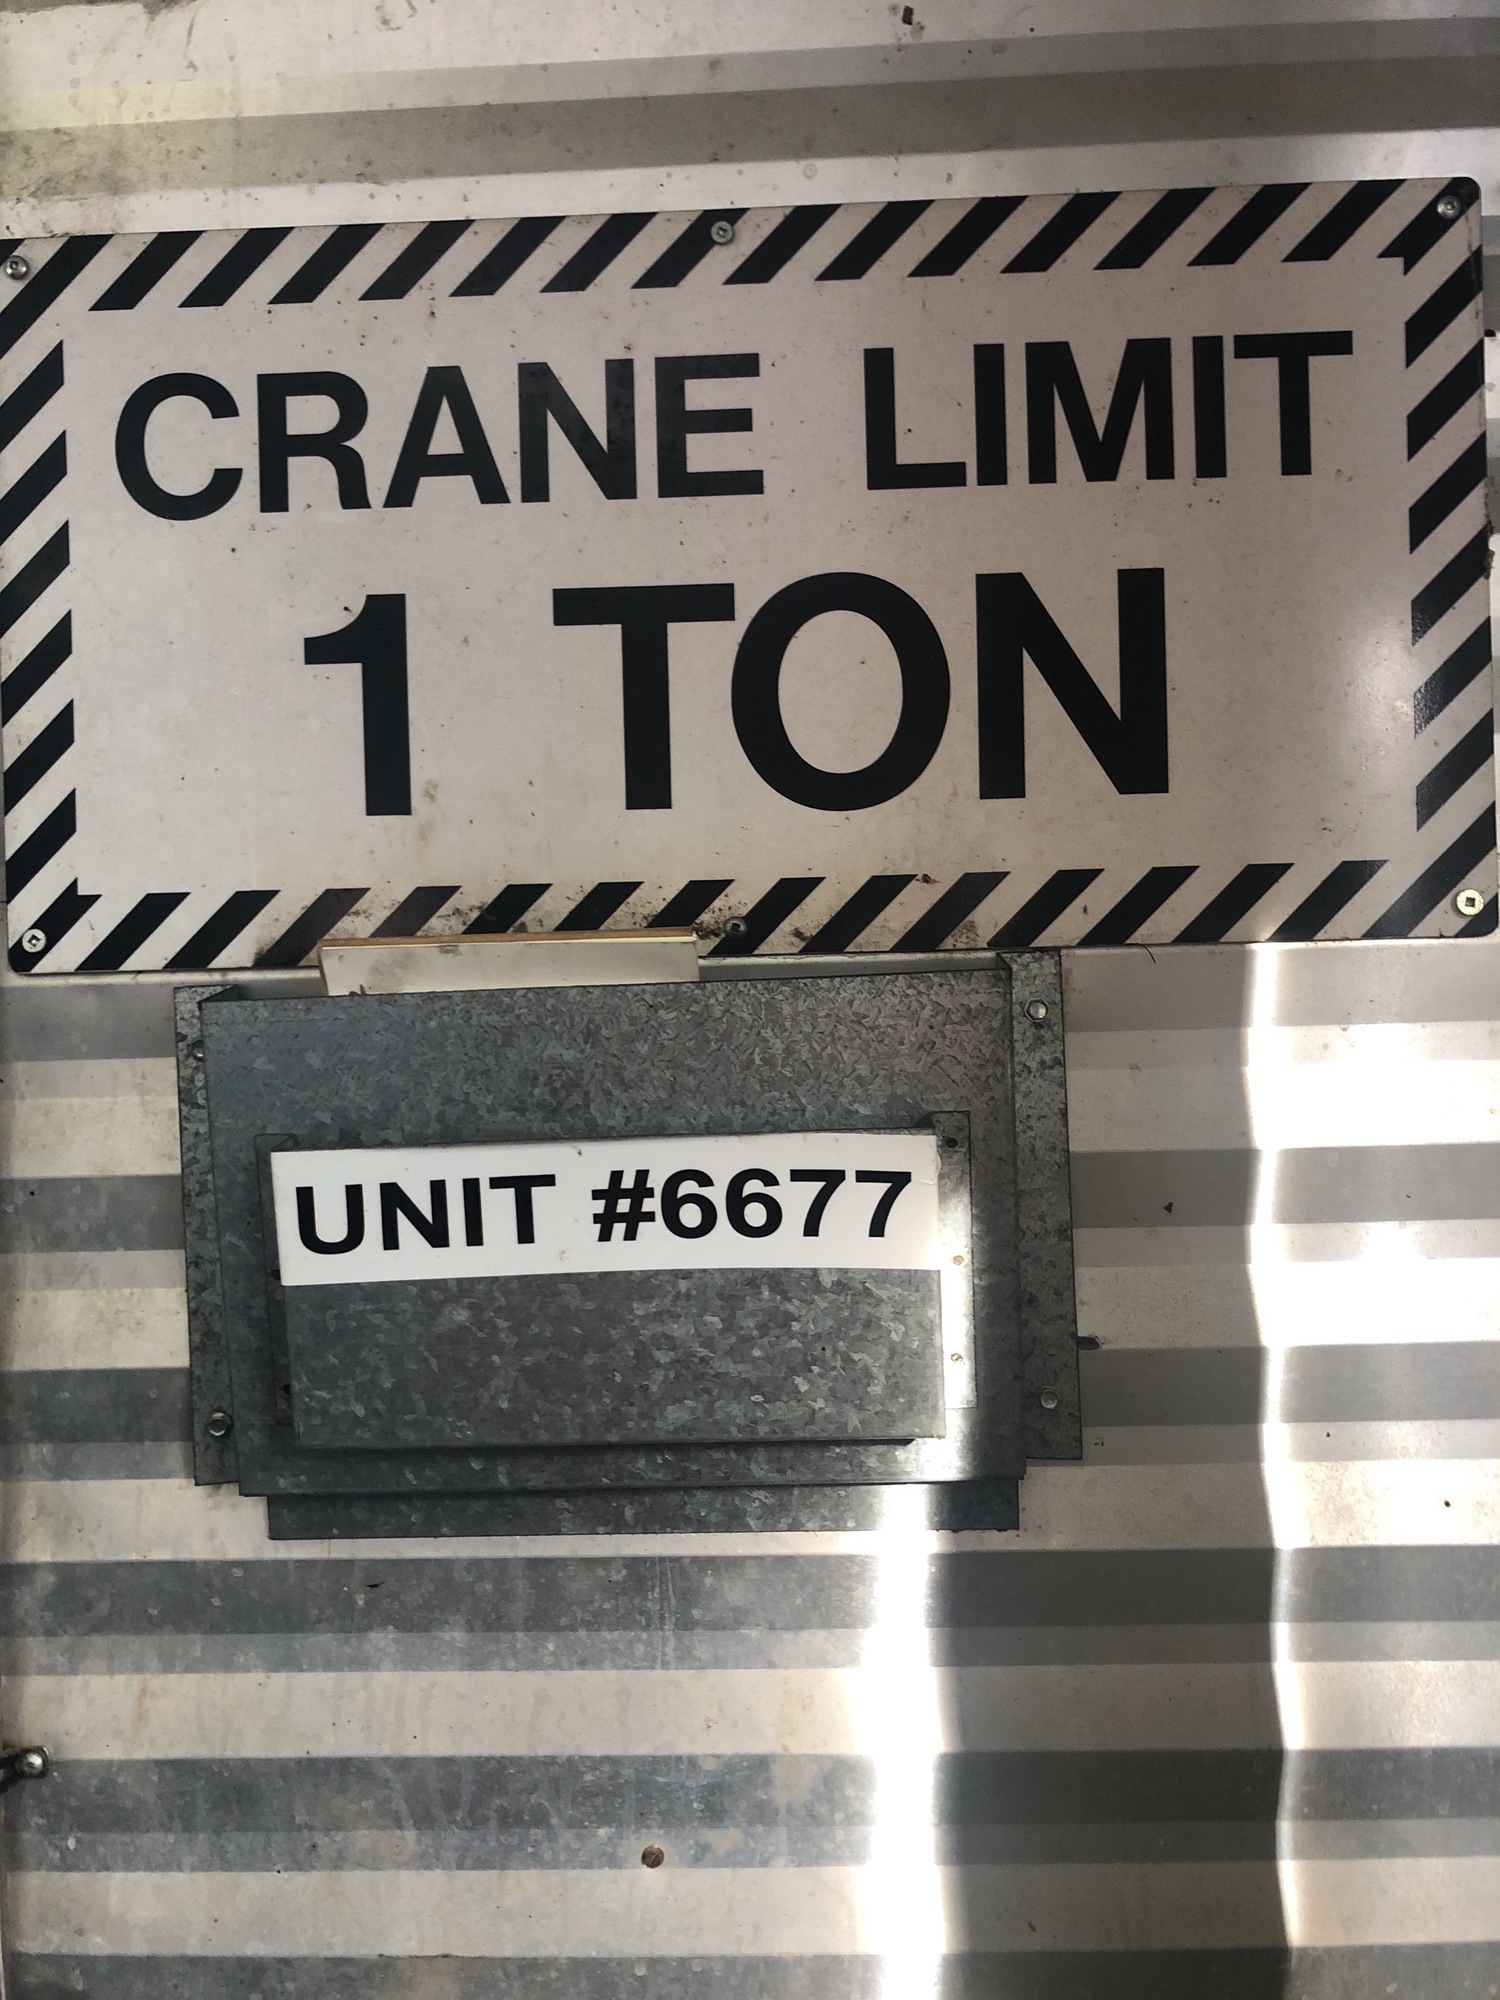 CRANE LIMIT
1 TON
UNIT #6677